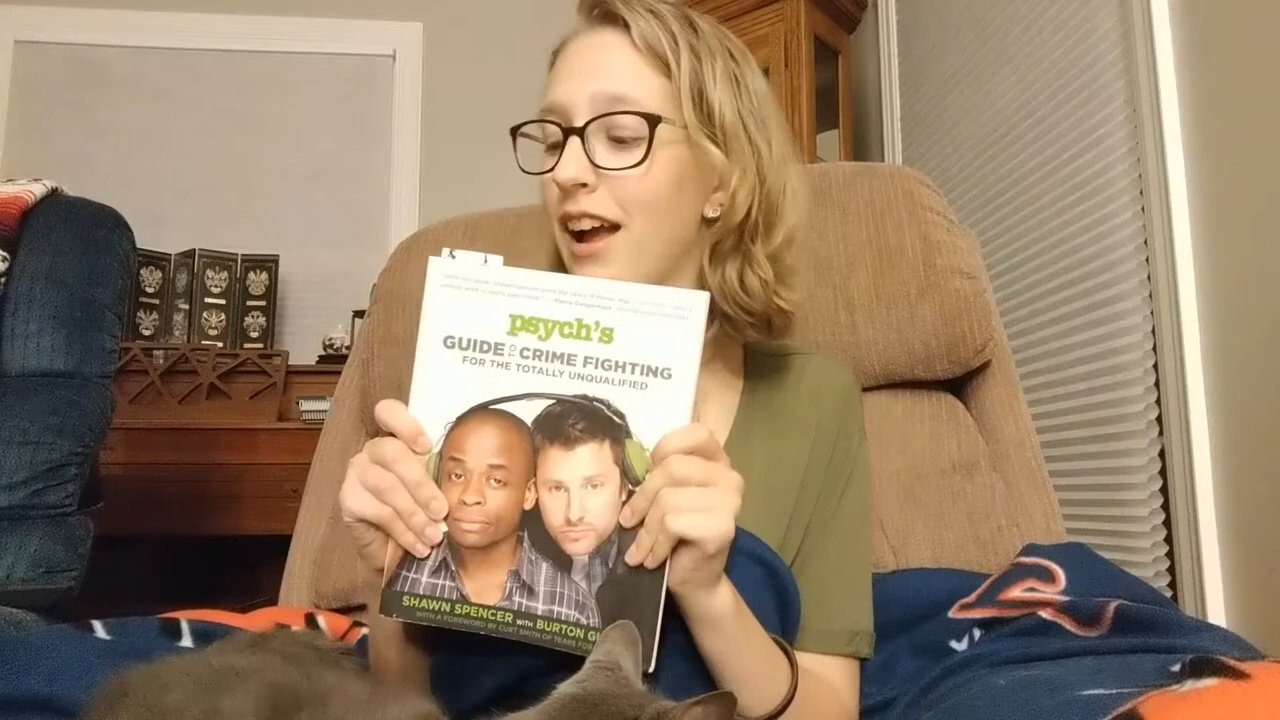 psych's
GUIDE TO CRIME FIGHTING
FOR THE TOTALLY UNQUALIFIED
SHAWN SPENCER WITH BURTON G
WITH A FOREWORD BY CURT SMITH OF TEARS FOR